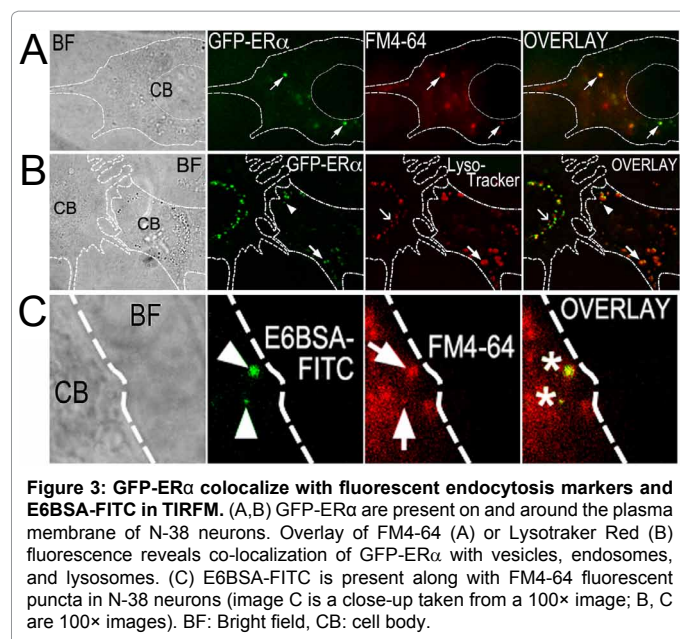 A
BF
GFP-ERα
FM4-64
OVERLAY
CB
B
BF
GFP-ERα
Lyso-
Tracker
OVERLAY
CB
CB
C
BF
E6BSA-
FITC
FM4-64
OVERLAY
CB
*
*
Figure 3: GFP-ERα colocalize with fluorescent endocytosis markers and
E6BSA-FITC in TIRFM. (A,B) GFP-ERα are present on and around the plasma
membrane of N-38 neurons. Overlay of FM4-64 (A) or Lysotraker Red (B)
fluorescence reveals co-localization of GFP-ERα with vesicles, endosomes,
and lysosomes. (C) E6BSA-FITC is present along with FM4-64 fluorescent
puncta in N-38 neurons (image C is a close-up taken from a 100× image; B, C
are 100× images). BF: Bright field, CB: cell body.